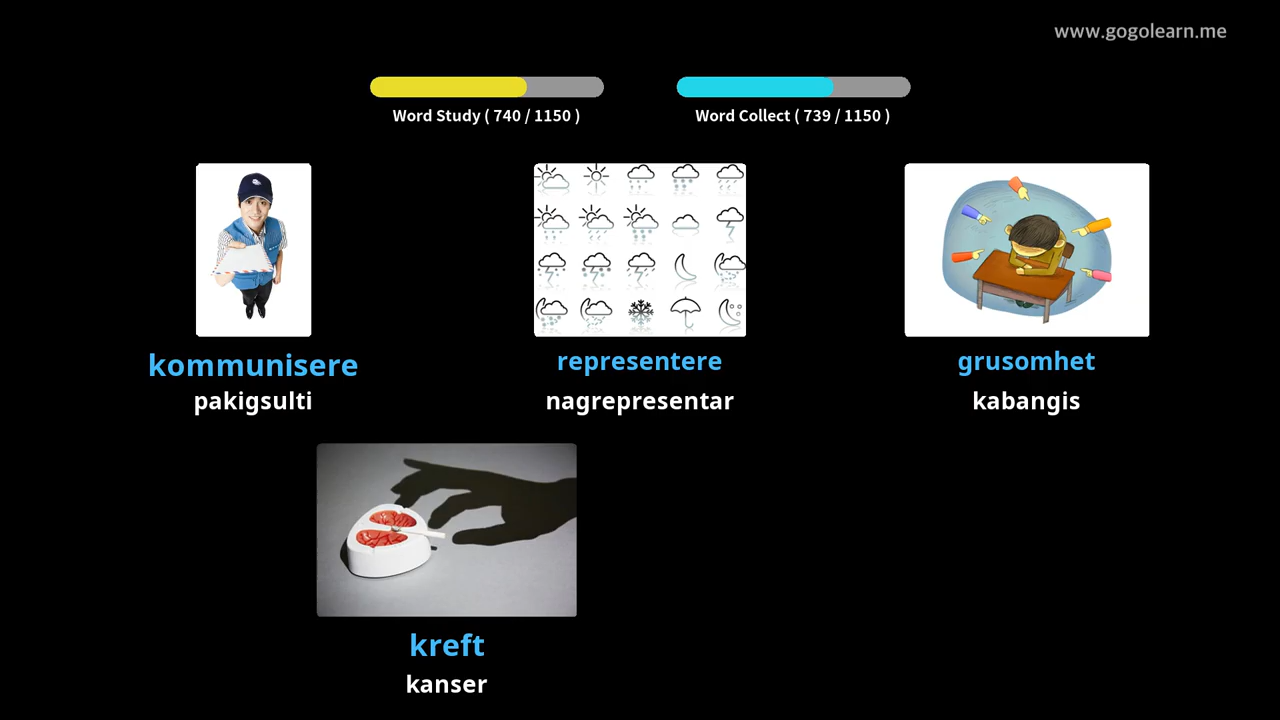 www.gogolearn.me
Word Study ( 740 / 1150 )
Word Collect ( 739 / 1150 )
kommunisere
pakigsulti
representere
nagrepresentar
grusomhet
kabangis
kreft
kanser